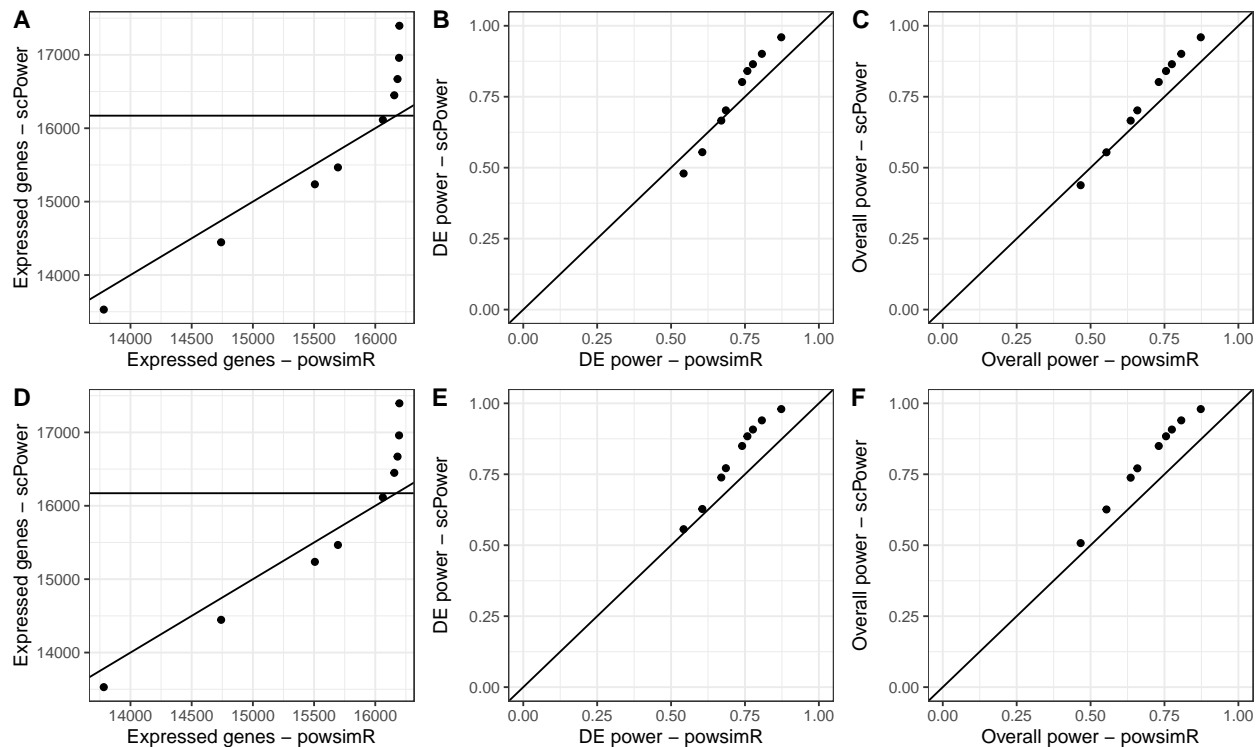 A
B
C
Expressed genes − scPower
17000
16000
15000
14000
14000 14500 15000 15500 16000
Expressed genes − powsimR
DE power − scPower
1.00
0.75
0.50
0.25
0.00
0.00 0.25 0.50 0.75 1.00
DE power − powsimR
Overall power − scPower
1.00
0.75
0.50
0.25
0.00
0.00 0.25 0.50 0.75 1.00
Overall power − powsimR
D
E
F
Expressed genes − scPower
17000
16000
15000
14000
14000 14500 15000 15500 16000
Expressed genes − powsimR
DE power − scPower
1.00
0.75
0.50
0.25
0.00
0.00 0.25 0.50 0.75 1.00
DE power − powsimR
Overall power − scPower
1.00
0.75
0.50
0.25
0.00
0.00 0.25 0.50 0.75 1.00
Overall power − powsimR